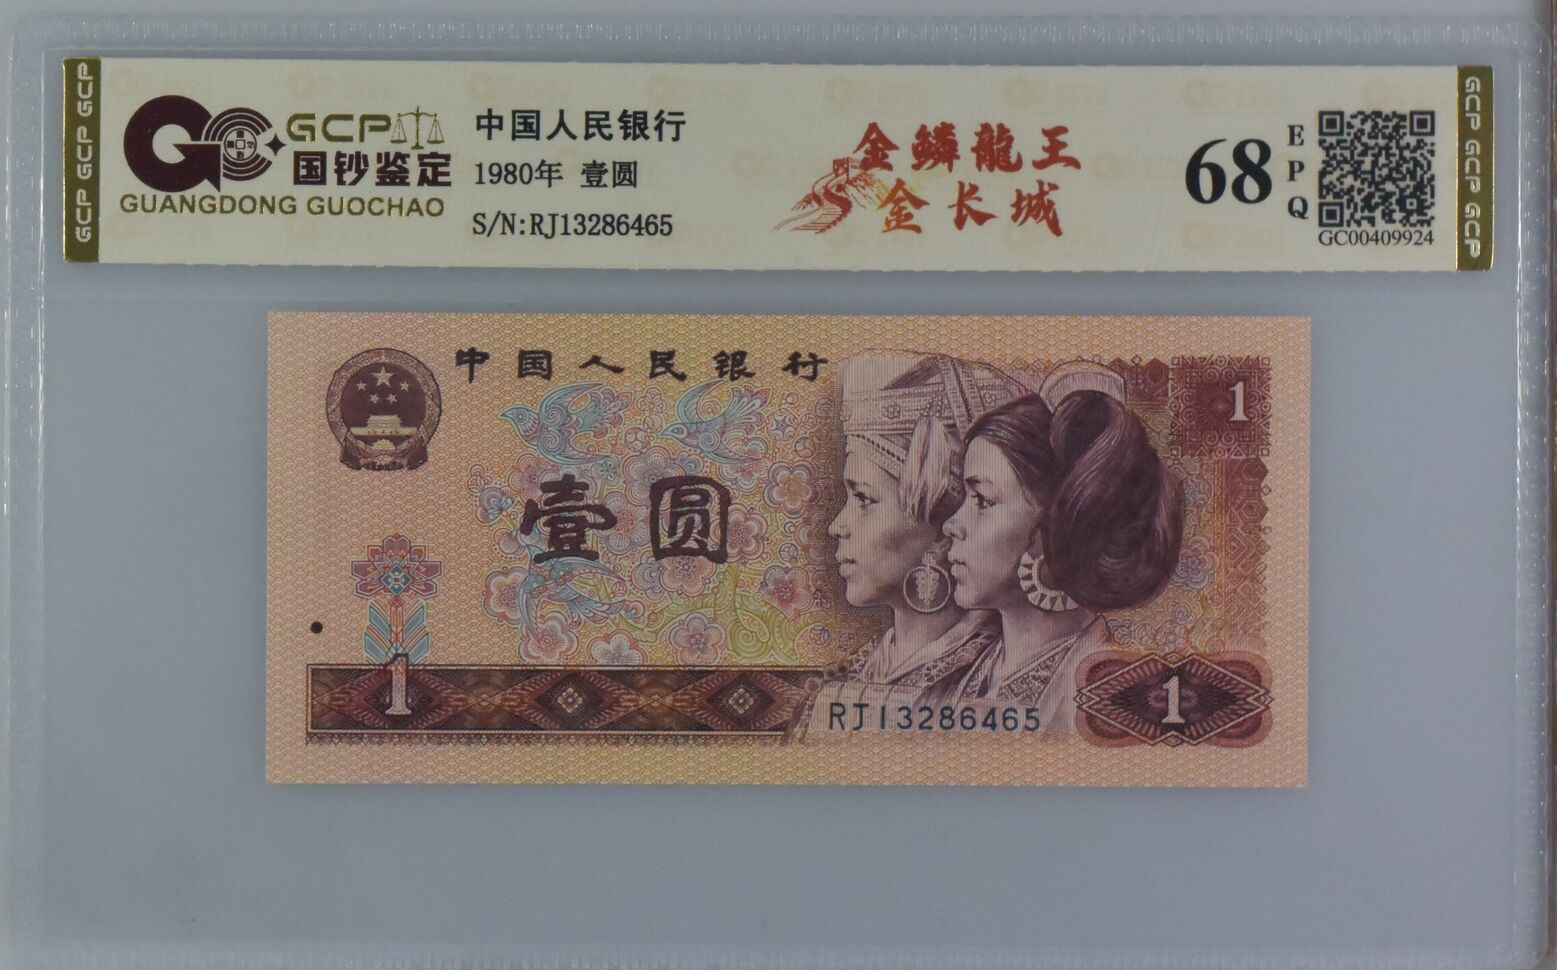 GCP GCP GCP
GCP
国钞鉴定
GUANGDONG GUOCHAO
中国人民银行
1980年 壹圆
S/N:RJ13286465
金鳞龍王
金长城
68
EPQ
GC00409924
GCP GCP GCP
中国人民银行
壹圆
1
1
RJ13286465
1